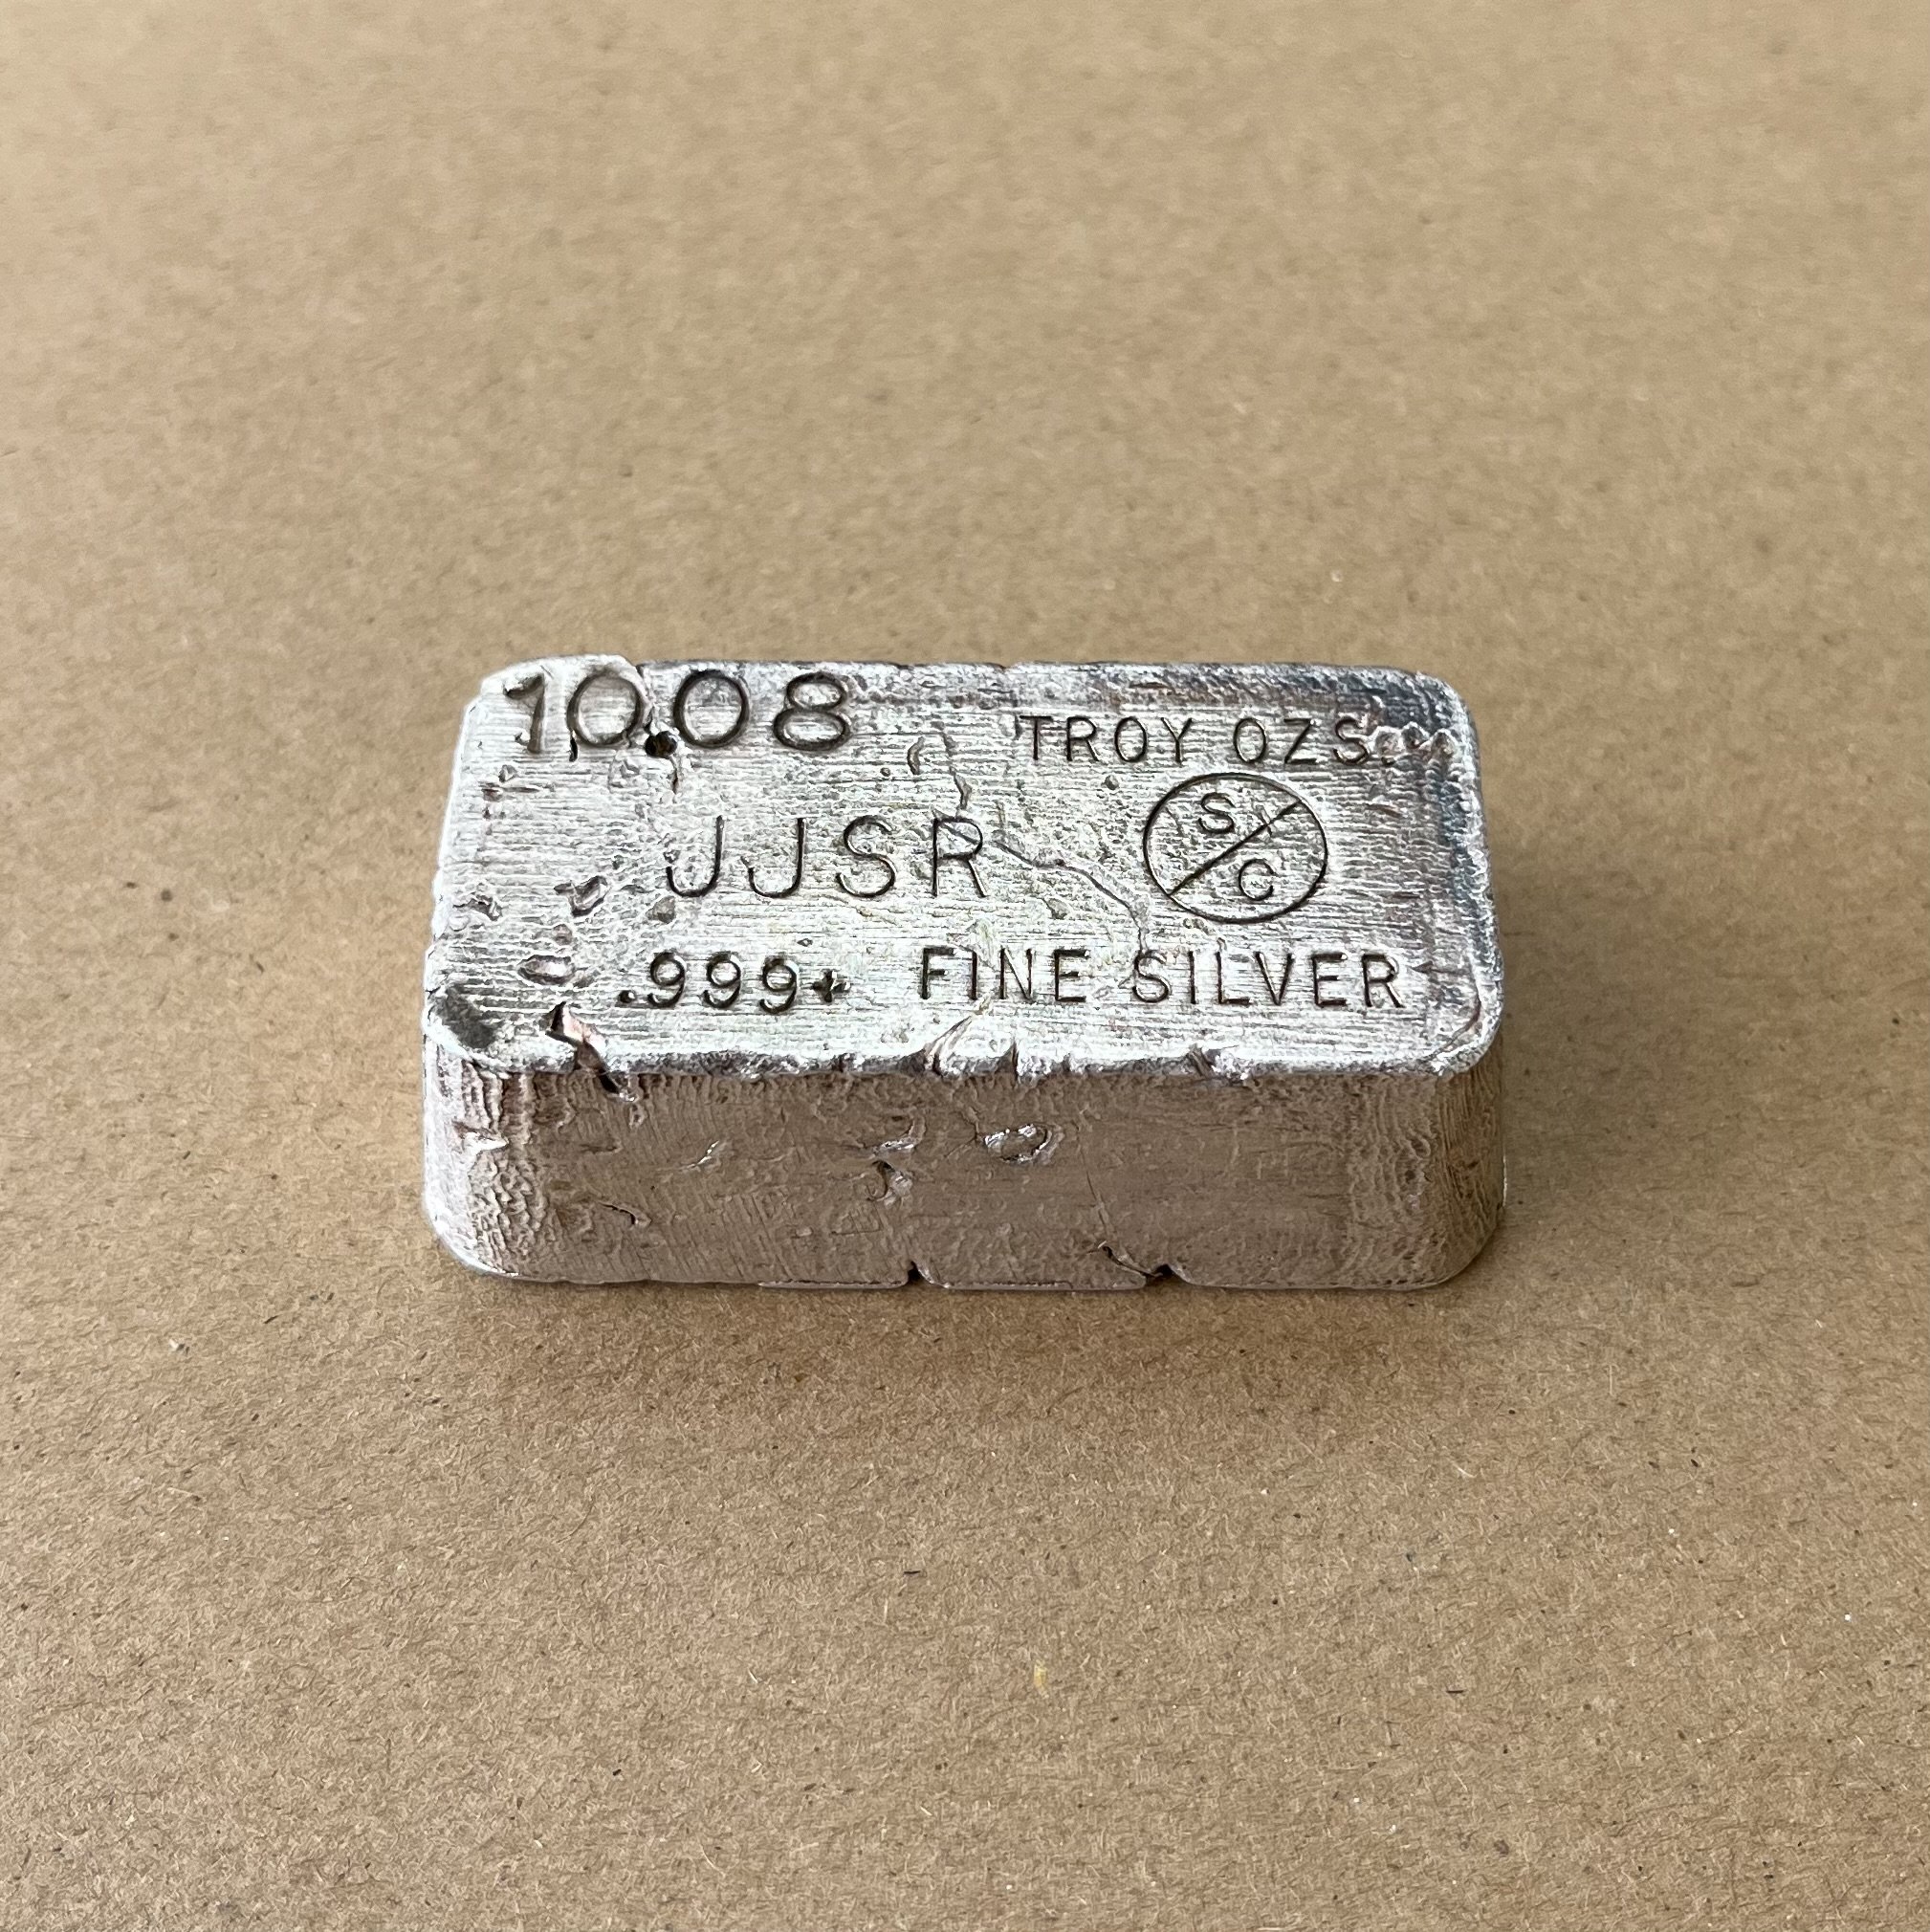 10.08
TROY OZS.
JJSR
S/C
.999+ FINE SILVER